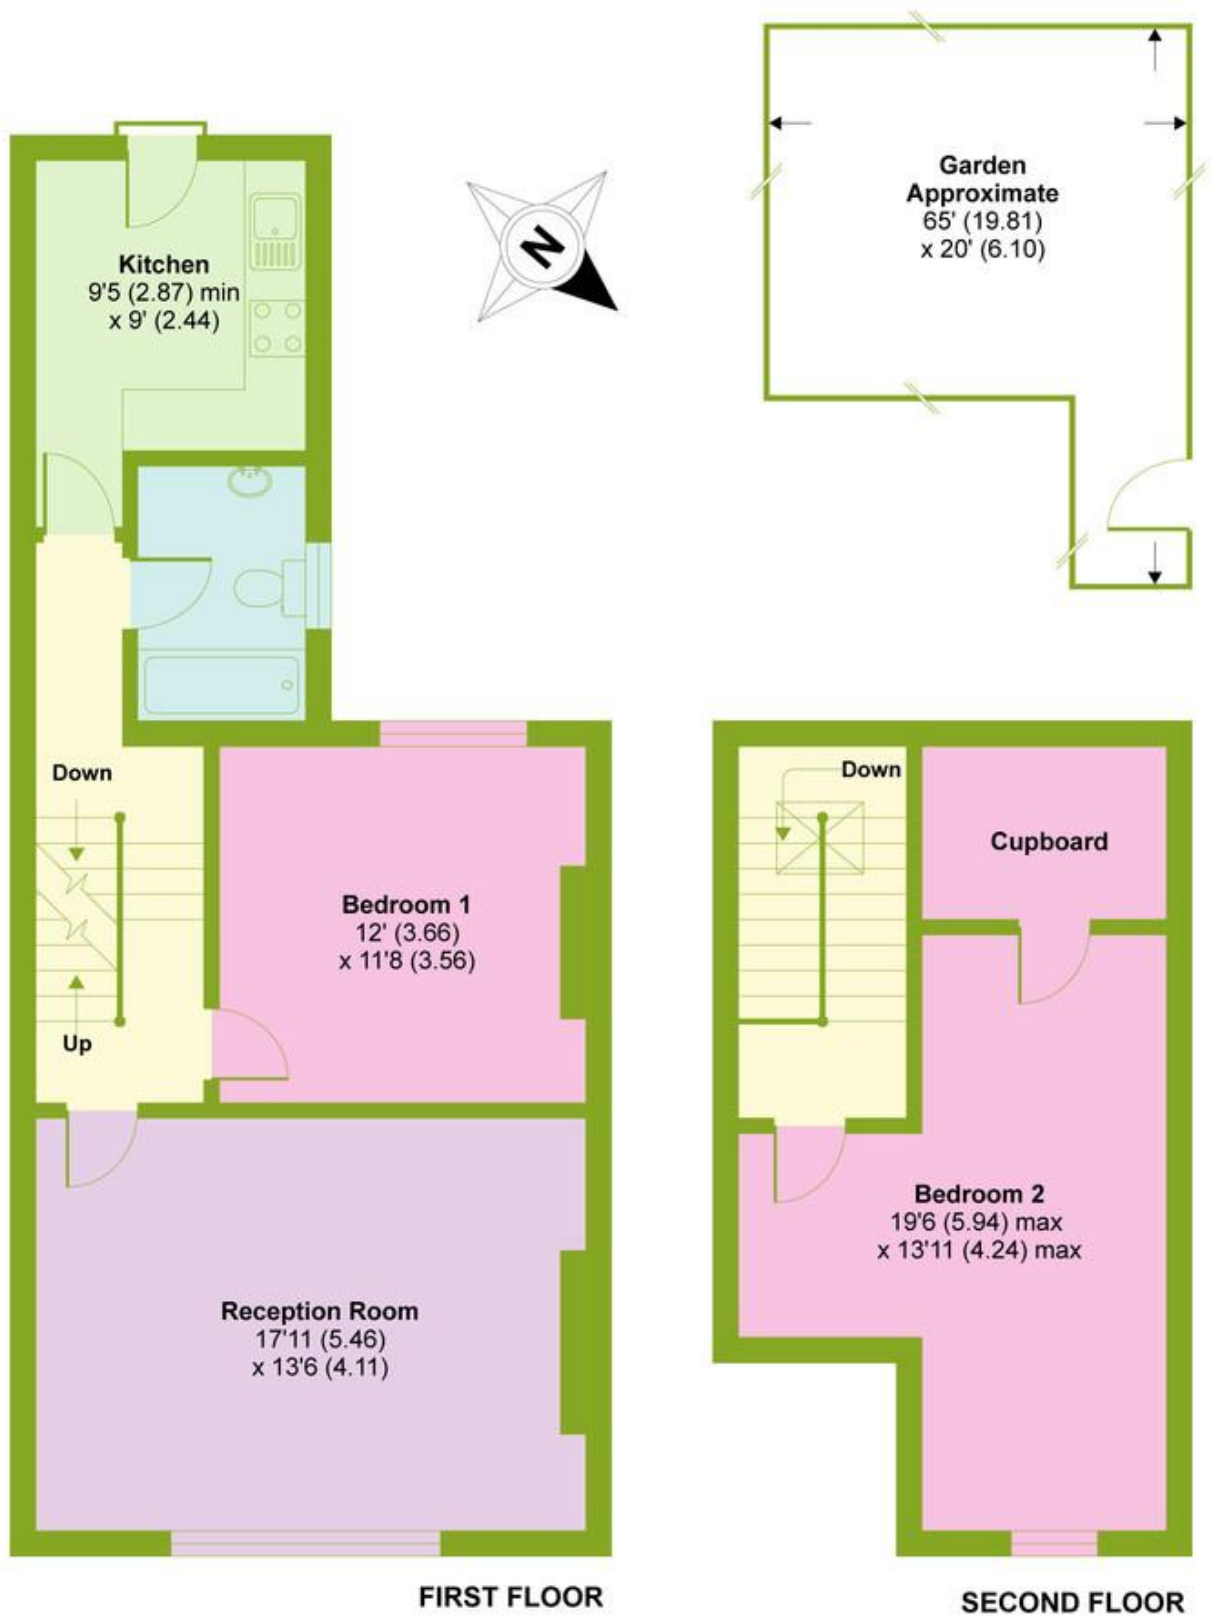 Garden
Approximate
65' (19.81)
x 20' (6.10)
Kitchen
9'5 (2.87) min
x 9' (2.44)
N
Down
Bedroom 1
12' (3.66)
x 11'8 (3.56)
Up
Reception Room
17'11 (5.46)
x 13'6 (4.11)
FIRST FLOOR
Down
Cupboard
Bedroom 2
19'6 (5.94) max
x 13'11 (4.24) max
SECOND FLOOR